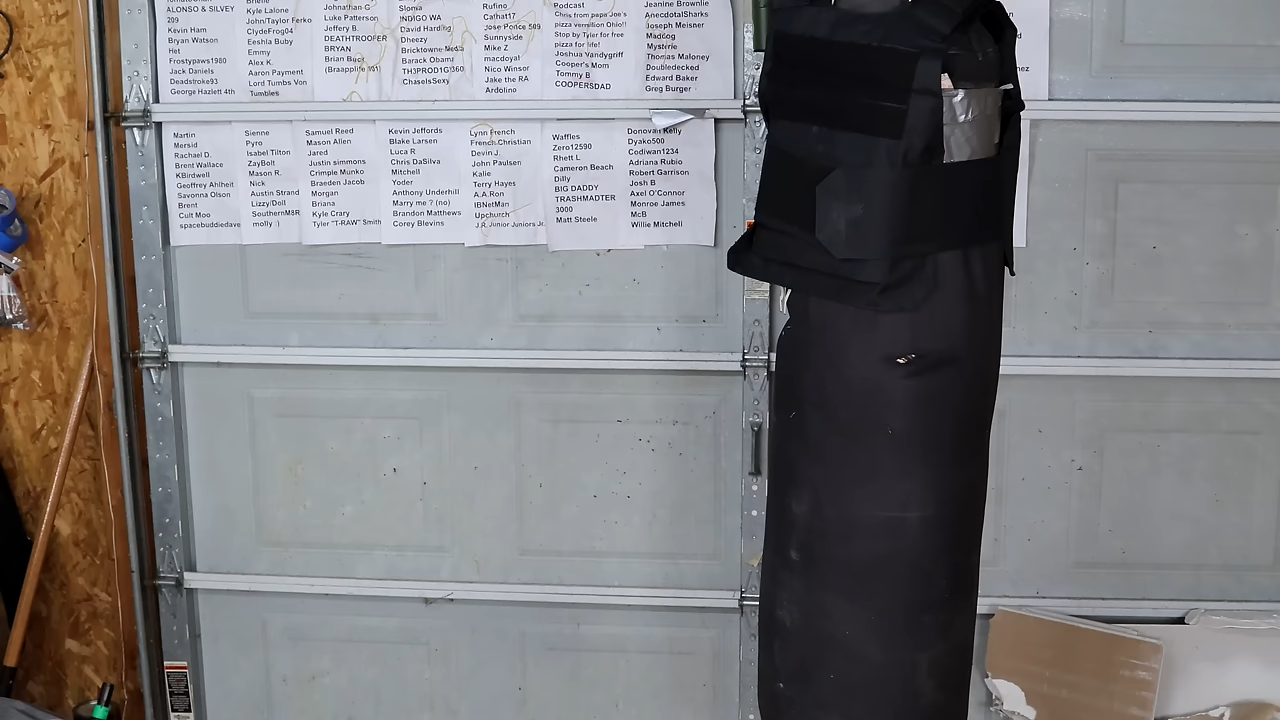 ALONSO & SILVEY
209
Kevin Ham
Bryan Watson
Het
Frostypaws1980
Jack Daniels
Deadstroke93
George Hazlett 4th
Brielle
Kyle Lane
John/Taylor Ferko
ClydeFrog04
Eeshla Buby
Emmy
Alex K.
Aaron Payment
Lord Tumbs Von
Tumbles
Johnathan G
Luke Patterson
Jeffery B.
DEATHTROOFER
BRYAN
Brian Buck
(Braapplife 101)
Stonia
INDIGO WA
David Harding
Dheezy
Bricktowne Media
Barack Obama
TH3PROD1G1360
ChaseIsSexy
Rufino
Cathat17
Jose Ponce 509
Sunnyside
Mike Z
macdoyal
Nico Winsor
Jake the RA
Ardolino
Podcast
Chris from papa Joe's
pizza vermilion Ohio!!
Stop by Tyler for free
pizza for life!
Joshua Vandygriff
Cooper's Mom
Tommy B
COOPERSDAD
Jeanine Brownlie
AnecdotalSharks
Joseph Meisner
Madcog
Mysterie
Thomas Maloney
Doubledecked
Edward Baker
Greg Burger
Martin
Mersid
Rachael D.
Brent Wallace
KBirdwell
Geoffrey Ahlheit
Savonna Olson
Brent
Cult Moo
spacebuddiedave
Sienne
Pyro
Isabel Tilton
ZayBolt
Mason R.
Nick
Austin Strand
Lizzy/Doll
SouthernM3R
molly :)
Samuel Reed
Mason Allen
Jared
Justin simmons
Crimple Munko
Braeden Jacob
Morgan
Briana
Kyle Crary
Tyler "T-RAW" Smith
Kevin Jeffords
Blake Larsen
Luca R
Chris DaSilva
Mitchell
Yoder
Anthony Underhill
Marry me ? (no)
Brandon Matthews
Corey Blevins
Lynn French
French.Christian
Devin J.
John Paulsen
Kalie
Terry Hayes
A.A.Ron
IBNetMan
Upchurch
J.R. Junior Juniors Jr.
Waffles
Zero12590
Rhett L
Cameron Beach
Dilly
BIG DADDY
TRASHMADTER
3000
Matt Steele
Donovan Kelly
Dyako500
Codiwan1234
Adriana Rubio
Robert Garrison
Josh B
Axel O'Connor
Monroe James
McB
Willie Mitchell